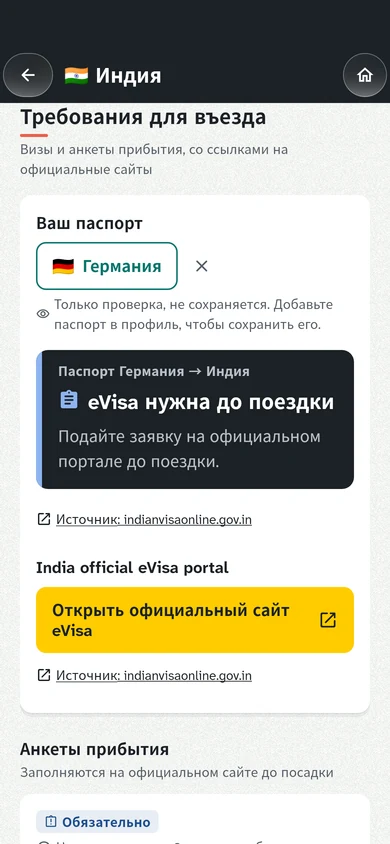 Индия
Требования для въезда
Визы и анкеты прибытия, со ссылками на
официальные сайты
Ваш паспорт
Германия
Только проверка, не сохраняется. Добавьте
паспорт в профиль, чтобы сохранить его.
Паспорт Германия → Индия
eVisa нужна до поездки
Подайте заявку на официальном
портале до поездки.
Источник: indianvisaonline.gov.in
India official eVisa portal
Открыть официальный сайт
eVisa
Источник: indianvisaonline.gov.in
Анкеты прибытия
Заполняются на официальном сайте до посадки
Обязательно